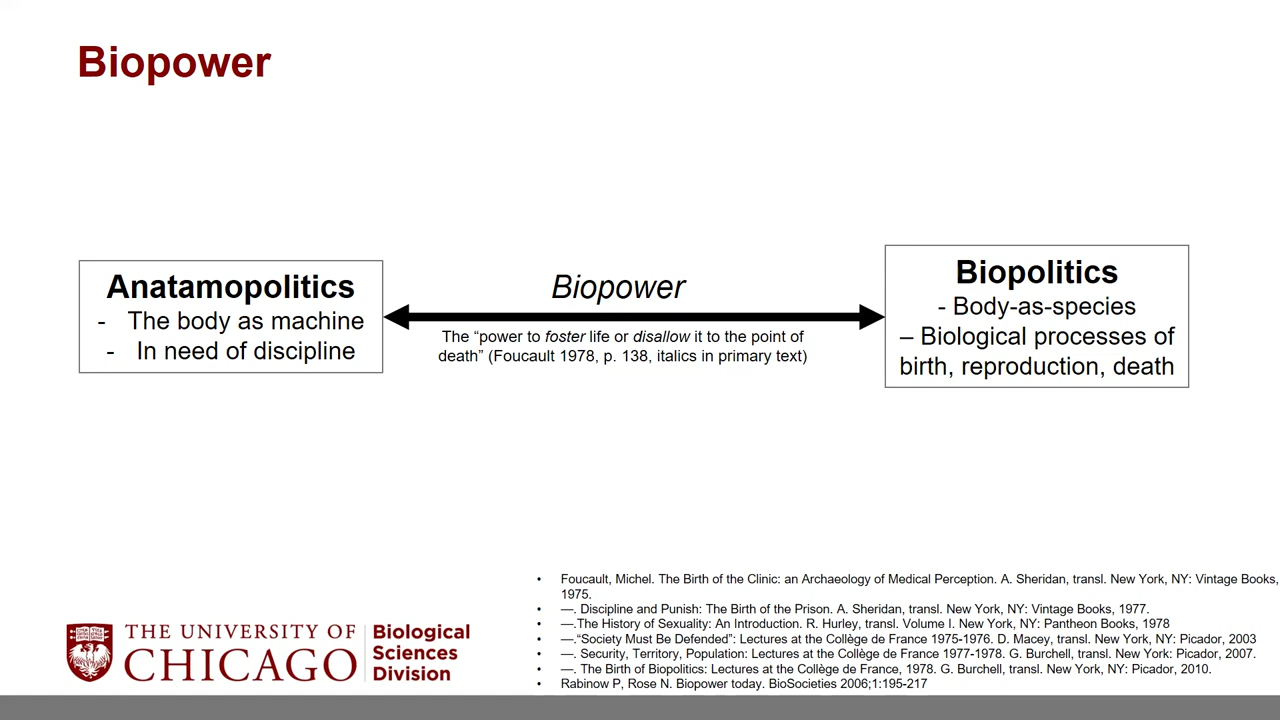 Biopower
Anatamopolitics
- The body as machine
- In need of discipline
Biopower
The “power to foster life or disallow it to the point of
death” (Foucault 1978, p. 138, italics in primary text)
Biopolitics
- Body-as-species
– Biological processes of
birth, reproduction, death
• Foucault, Michel. The Birth of the Clinic: an Archaeology of Medical Perception. A. Sheridan, transl. New York, NY: Vintage Books,
1975.
• —. Discipline and Punish: The Birth of the Prison. A. Sheridan, transl. New York, NY: Vintage Books, 1977.
• —.The History of Sexuality: An Introduction. R. Hurley, transl. Volume I. New York, NY: Pantheon Books, 1978
• —.“Society Must Be Defended”: Lectures at the Collège de France 1975-1976. D. Macey, transl. New York, NY: Picador, 2003
• —. Security, Territory, Population: Lectures at the Collège de France 1977-1978. G. Burchell, transl. New York: Picador, 2007.
• —. The Birth of Biopolitics: Lectures at the Collège de France, 1978. G. Burchell, transl. New York, NY: Picador, 2010.
• Rabinow P, Rose N. Biopower today. BioSocieties 2006;1:195-217
THE UNIVERSITY OF
CHICAGO
Biological
Sciences
Division